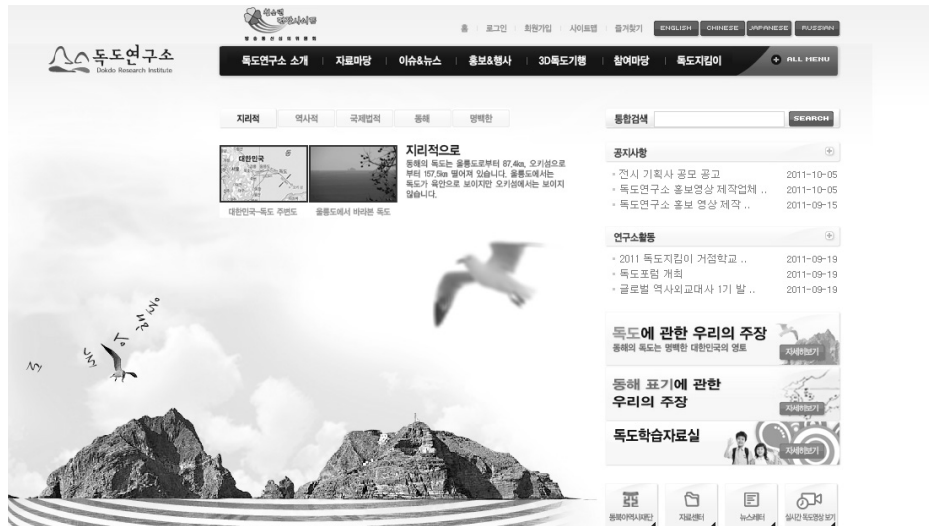 홈 로그인 회원가입 사이트맵 즐겨찾기 ENGLISH CHINESE JAPANESE RUSSIAN
독도연구소
Dokdo Research Institute
독도연구소 소개 자료마당 이슈&뉴스 홍보&행사 3D독도기행 참여마당 독도지킴이 ALL MENU
지리적 역사적 국제법적 동해 명백한
통합검색 SEARCH
대한민국
지리적으로
동해의 독도는 울릉도로부터 87,4km, 오키섬으로
부터 157,5km 떨어져 있습니다. 울릉도에서는
독도가 육안으로 보이지만 오키섬에서는 보이지
않습니다.
대한민국-독도 주변도 울릉도에서 바라본 독도
공지사항
전시 기획사 공모 공고 2011-10-05
독도연구소 홍보영상 제작업체 .. 2011-10-05
독도연구소 홍보 영상 제작 .. 2011-09-15
연구소활동
2011 독도지킴이 거점학교 .. 2011-09-19
독도포럼 개최 2011-09-19
글로벌 역사외교대사 1기 발 .. 2011-09-19
독도에 관한 우리의 주장
동해의 독도는 명백한 대한민국의 영토
자세히보기
동해 표기에 관한
우리의 주장
자세히보기
독도학습자료실
자세히보기
동북아역사재단 자료센터 뉴스레터 실시간 독도영상 보기